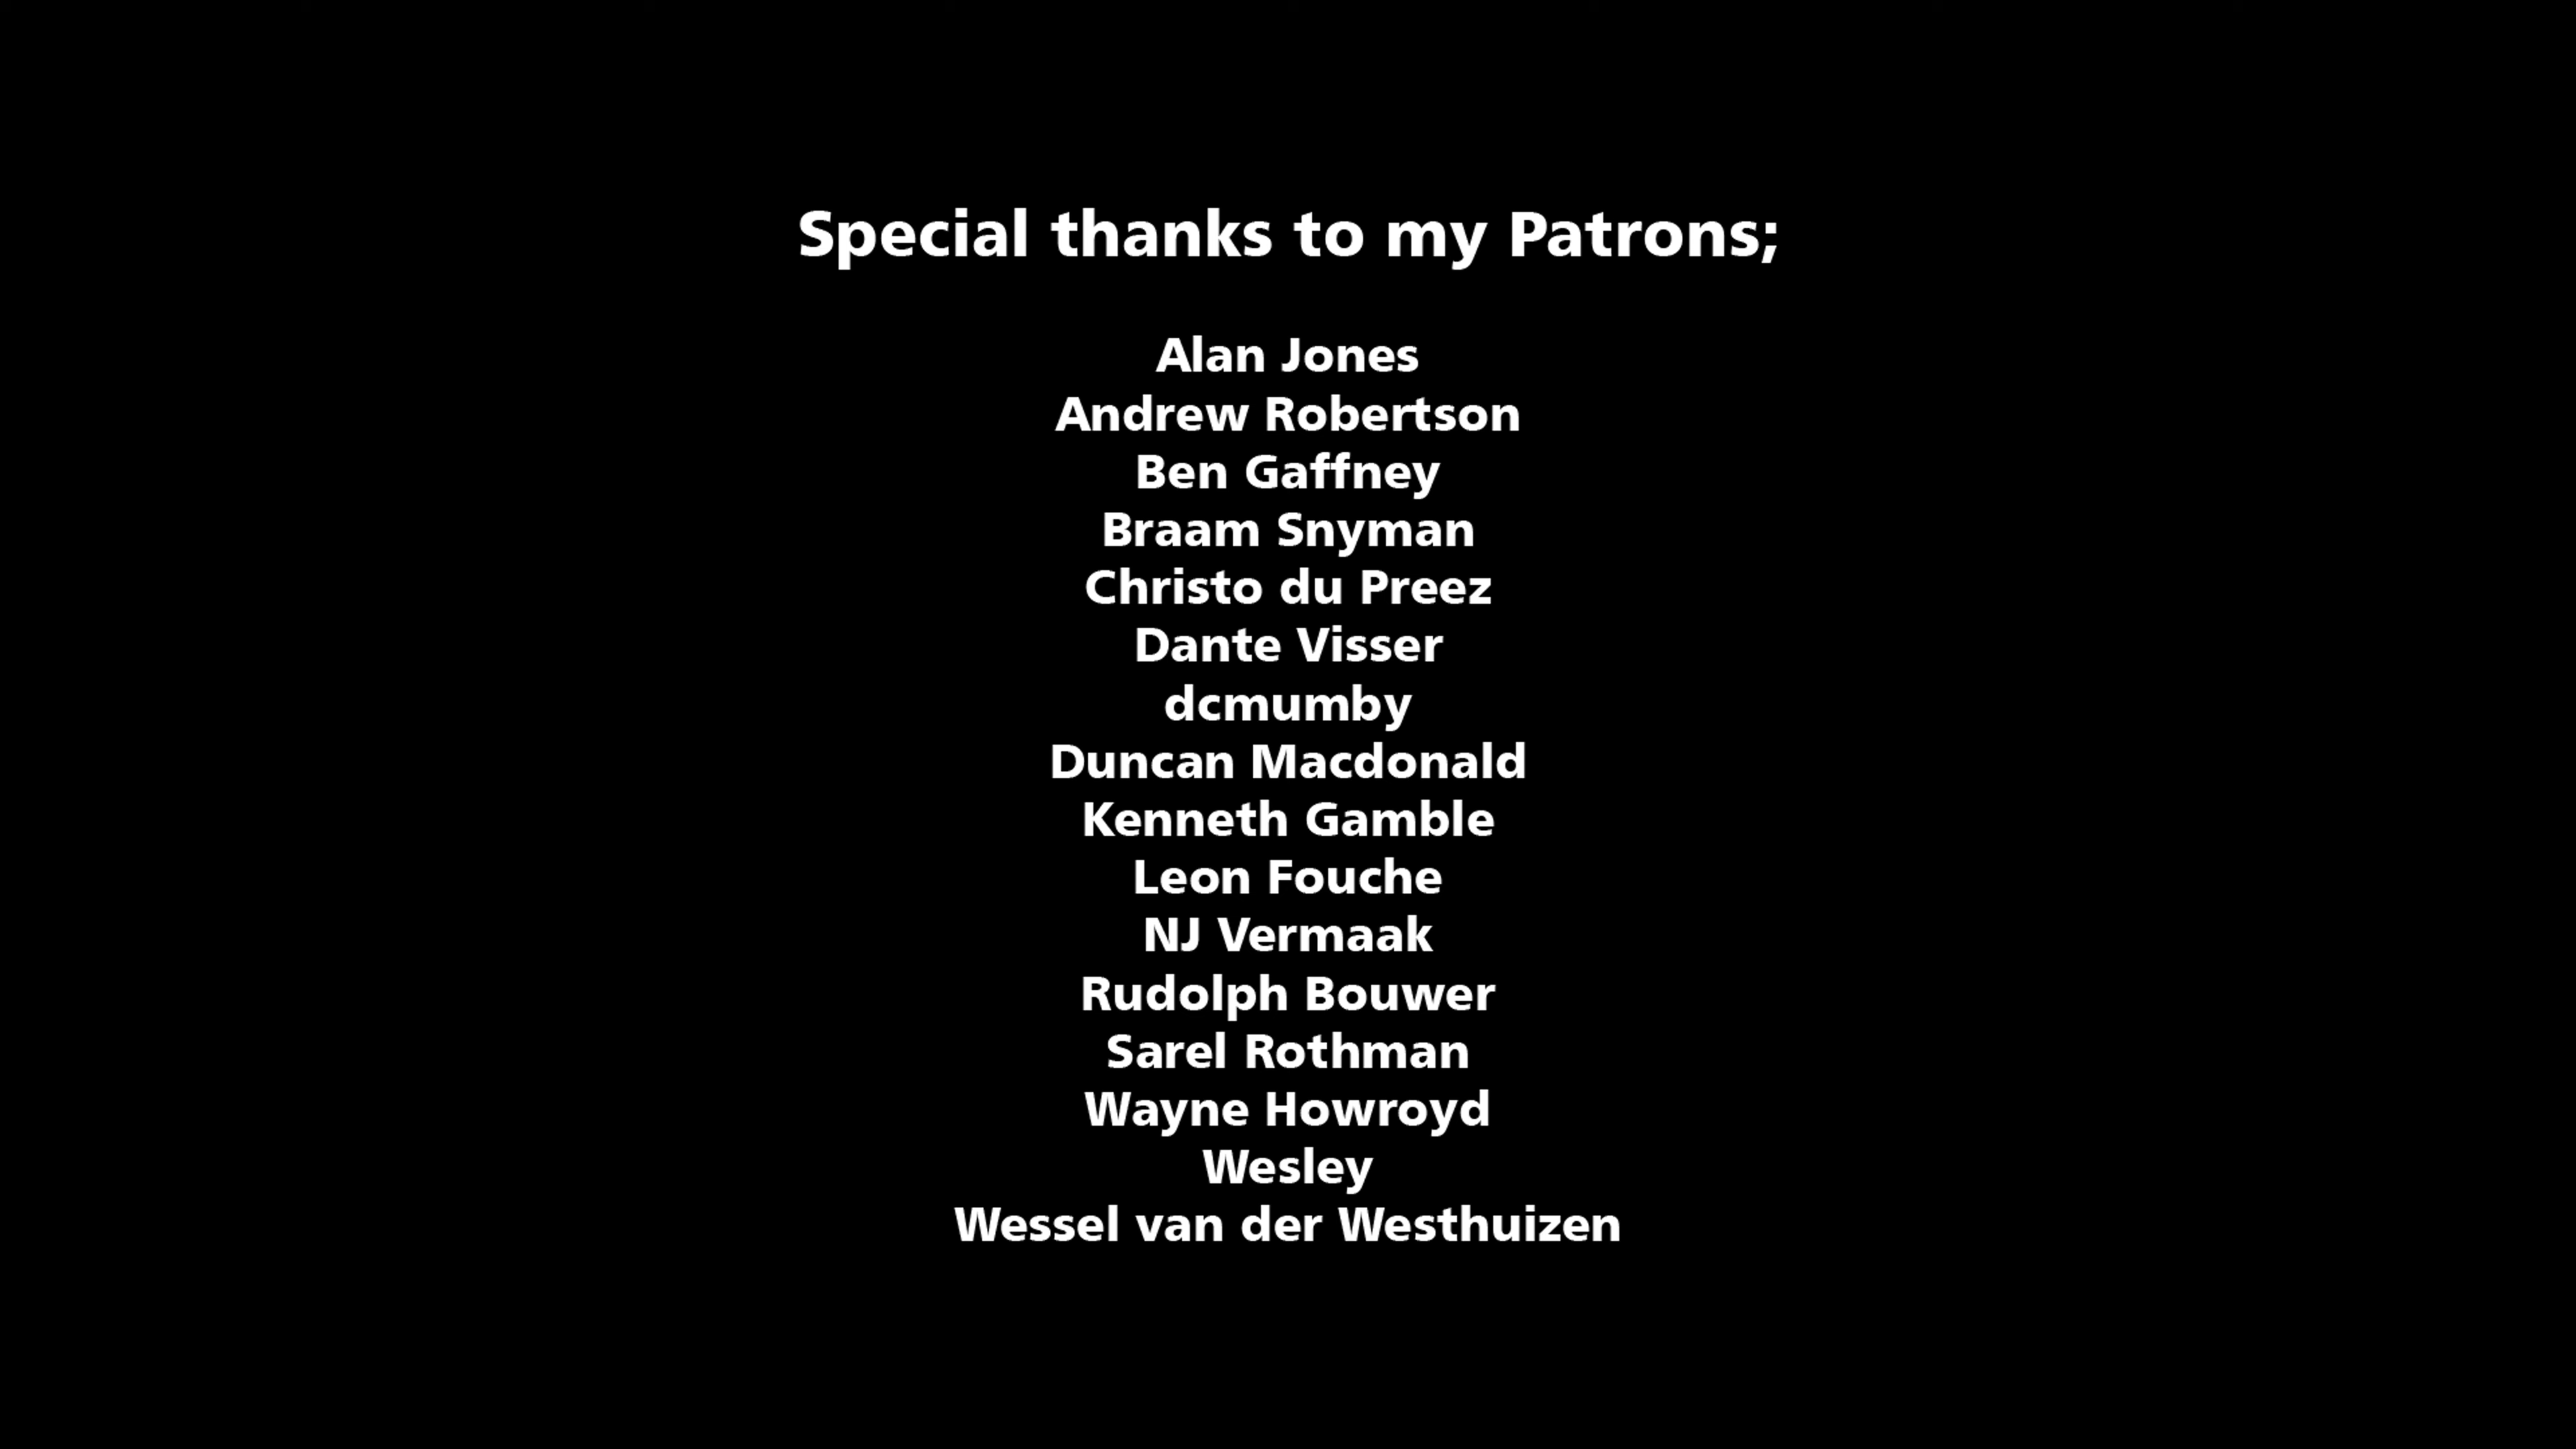 Special thanks to my Patrons;
Alan Jones
Andrew Robertson
Ben Gaffney
Braam Snyman
Christo du Preez
Dante Visser
dcmumby
Duncan Macdonald
Kenneth Gamble
Leon Fouche
NJ Vermaak
Rudolph Bouwer
Sarel Rothman
Wayne Howroyd
Wesley
Wessel van der Westhuizen